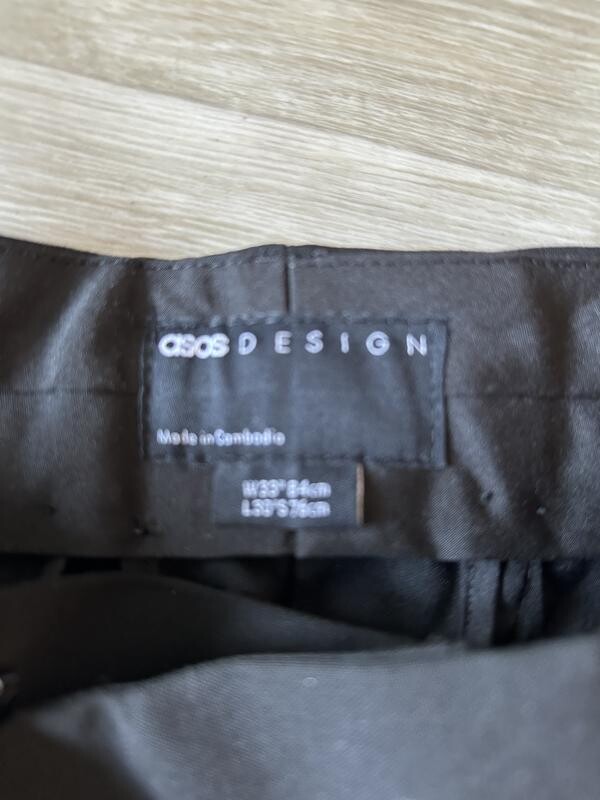 asos DESIGN
Made in Cambodia
W33" 84cm
L30"S 76cm